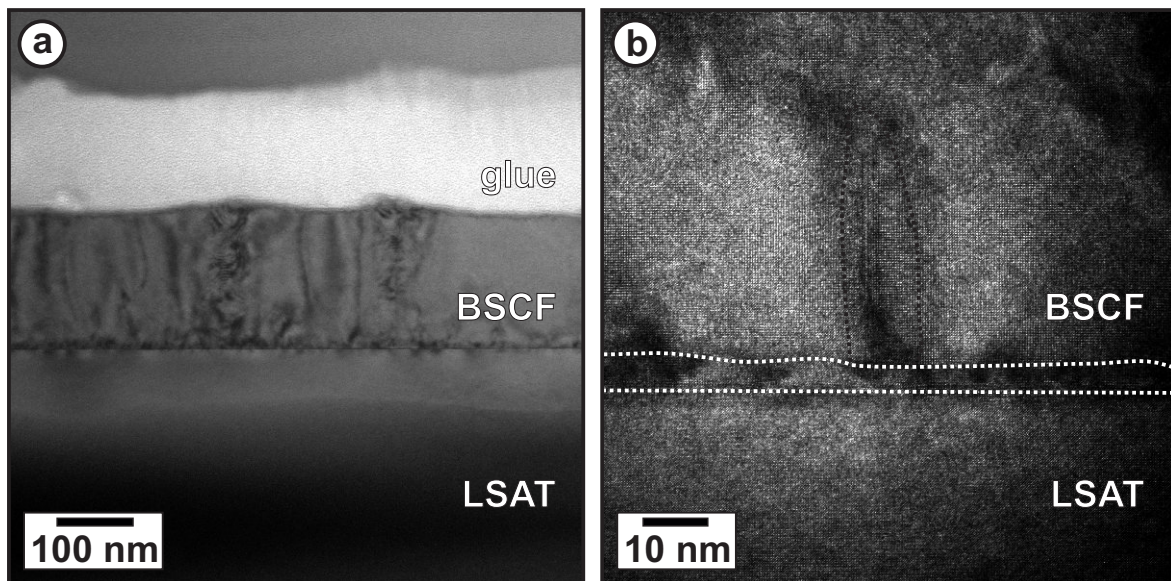 a
glue
BSCF
LSAT
100 nm
b
BSCF
LSAT
10 nm